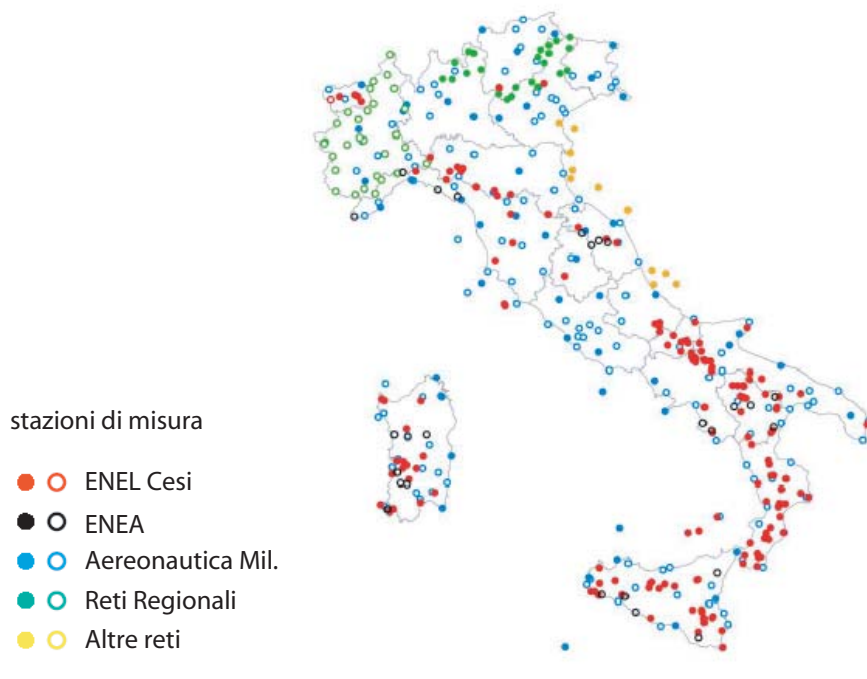 stazioni di misura
ENEL Cesi
ENEA
Aereonautica Mil.
Reti Regionali
Altre reti